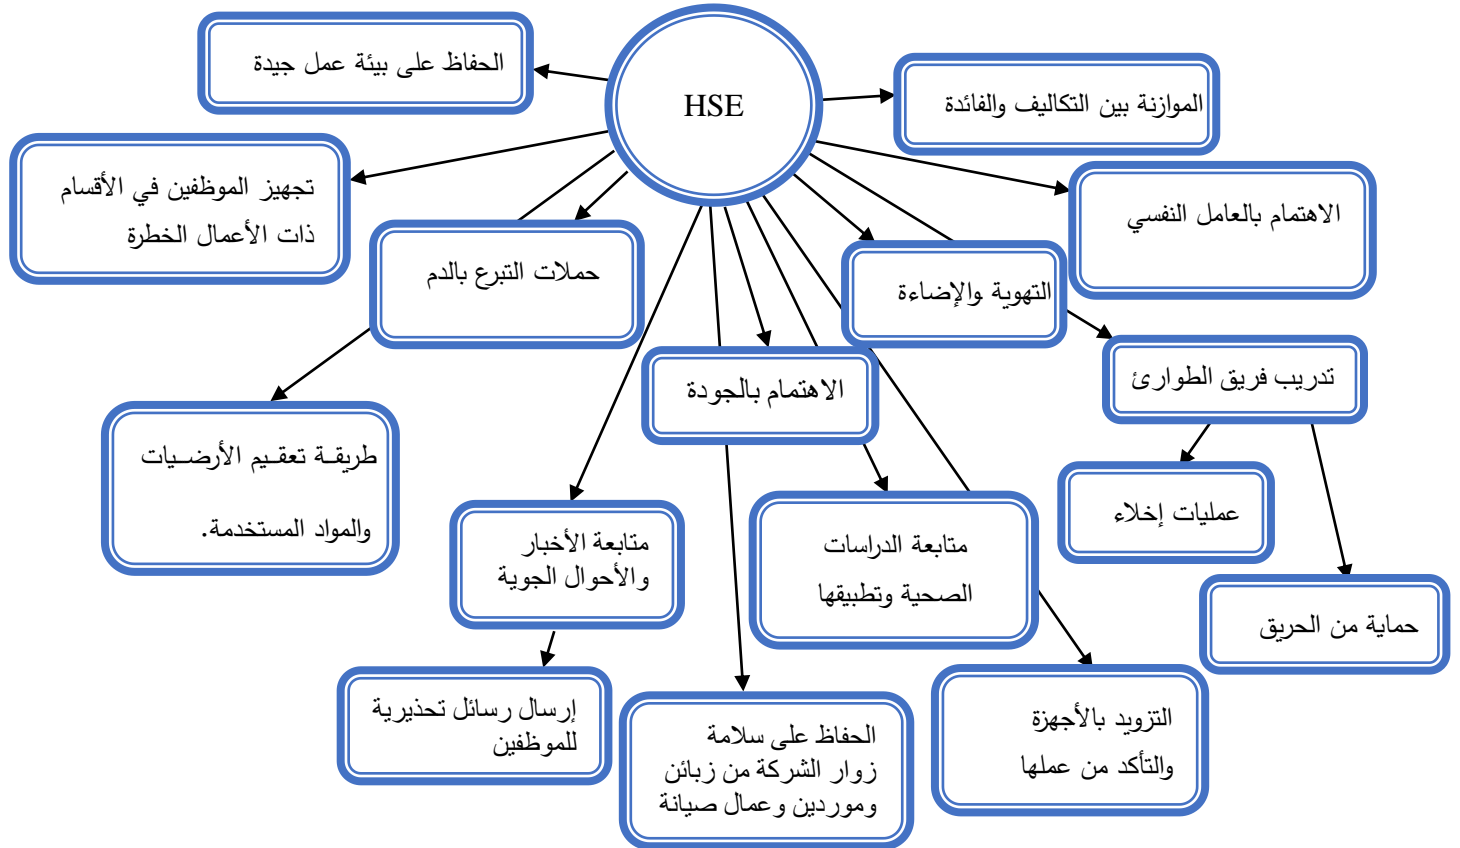 HSE
الحفاظ على بيئة عمل جيدة
الموازنة بين التكاليف والفائدة
تجهيز الموظفين في الأقسام
ذات الأعمال الخطرة
الاهتمام بالعامل النفسي
حملات التبرع بالدم
التهوية والإضاءة
الاهتمام بالجودة
تدريب فريق الطوارئ
طريقة تعقيم الأرضيات
والمواد المستخدمة.
متابعة الأخبار
والأحوال الجوية
متابعة الدراسات
الصحية وتطبيقها
عمليات إخلاء
حماية من الحريق
إرسال رسائل تحذيرية
للموظفين
الحفاظ على سلامة
زوار الشركة من زبائن
وموردين وعمال صيانة
التزويد بالأجهزة
والتأكد من عملها